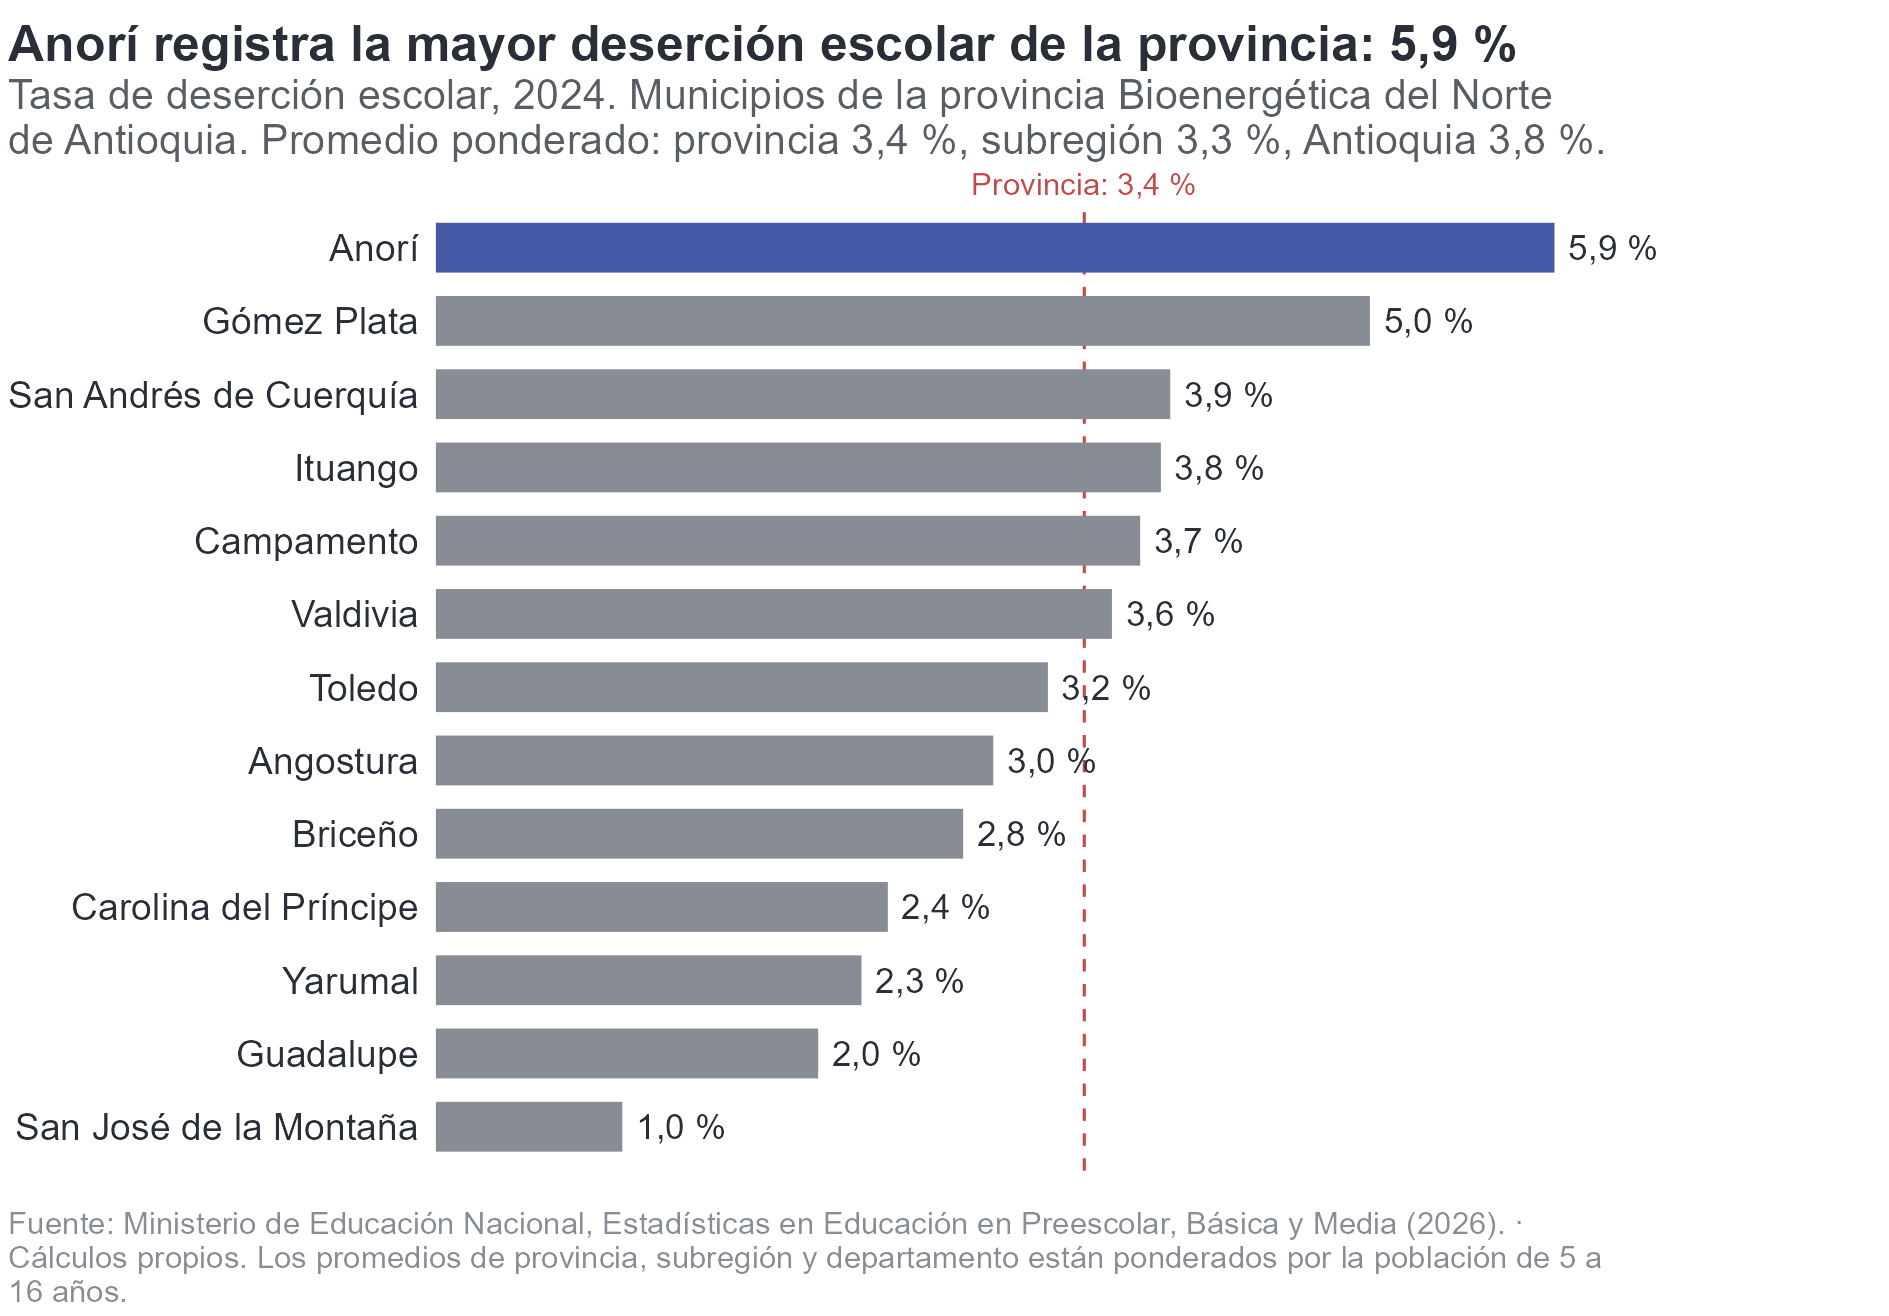 Anorí registra la mayor deserción escolar de la provincia: 5,9 %
Tasa de deserción escolar, 2024. Municipios de la provincia Bioenergética del Norte
de Antioquia. Promedio ponderado: provincia 3,4 %, subregión 3,3 %, Antioquia 3,8 %.
Provincia: 3,4 %
Anorí 5,9 %
Gómez Plata 5,0 %
San Andrés de Cuerquía 3,9 %
Ituango 3,8 %
Campamento 3,7 %
Valdivia 3,6 %
Toledo 3,2 %
Angostura 3,0 %
Briceño 2,8 %
Carolina del Príncipe 2,4 %
Yarumal 2,3 %
Guadalupe 2,0 %
San José de la Montaña 1,0 %
Fuente: Ministerio de Educación Nacional, Estadísticas en Educación en Preescolar, Básica y Media (2026). ·
Cálculos propios. Los promedios de provincia, subregión y departamento están ponderados por la población de 5 a
16 años.